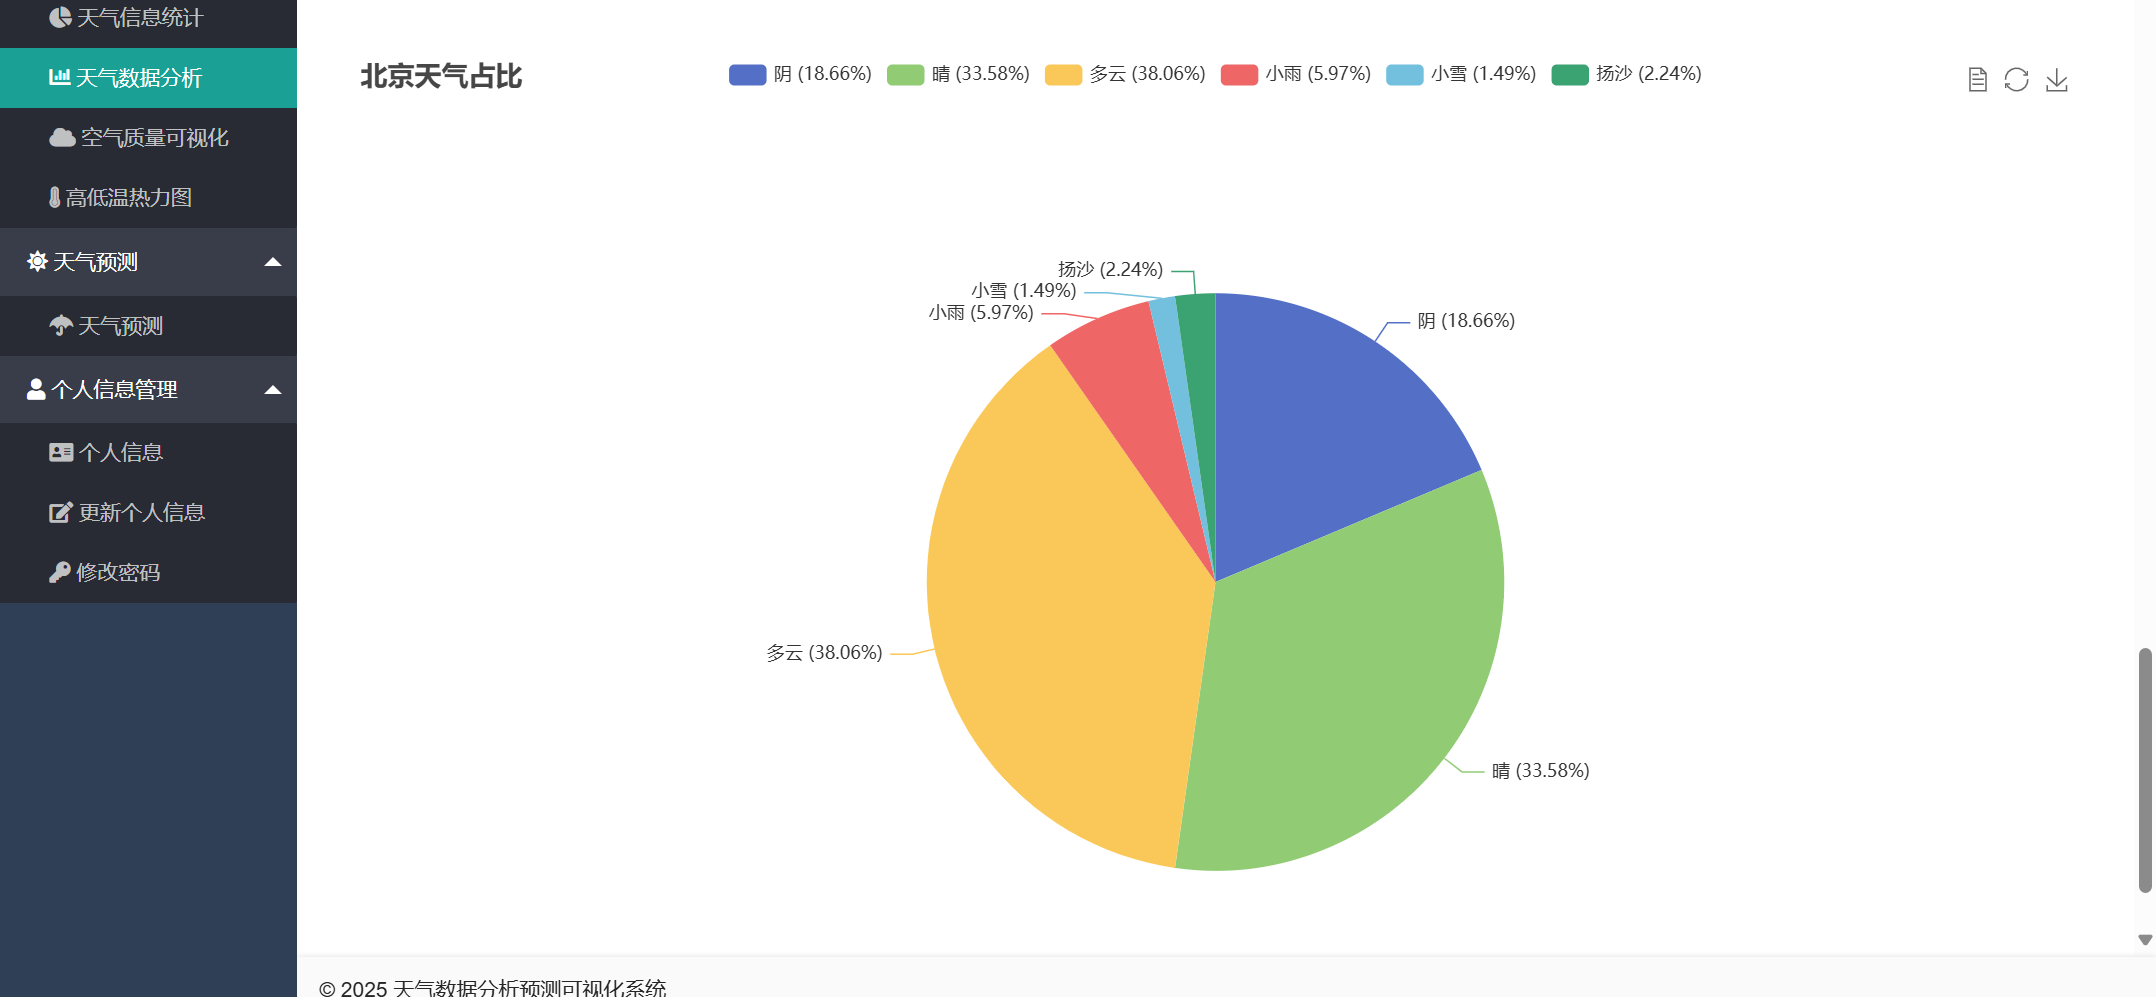 天气信息统计
天气数据分析
空气质量可视化
高低温热力图
天气预测
天气预测
个人信息管理
个人信息
更新个人信息
修改密码
北京天气占比
阴 (18.66%) 晴 (33.58%) 多云 (38.06%) 小雨 (5.97%) 小雪 (1.49%) 扬沙 (2.24%)
扬沙 (2.24%)
小雪 (1.49%)
小雨 (5.97%)
阴 (18.66%)
多云 (38.06%)
晴 (33.58%)
© 2025 天气数据分析预测可视化系统